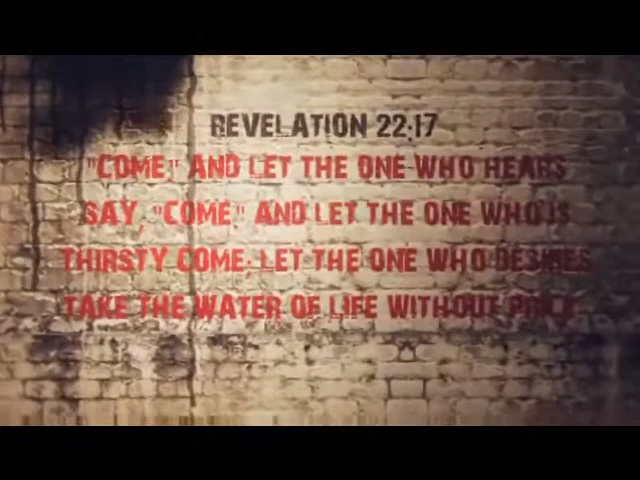 REVELATION 22:17
"COME." AND LET THE ONE WHO HEARS
SAY, "COME." AND LET THE ONE WHO IS
THIRSTY COME; LET THE ONE WHO DESIRES
TAKE THE WATER OF LIFE WITHOUT PRICE